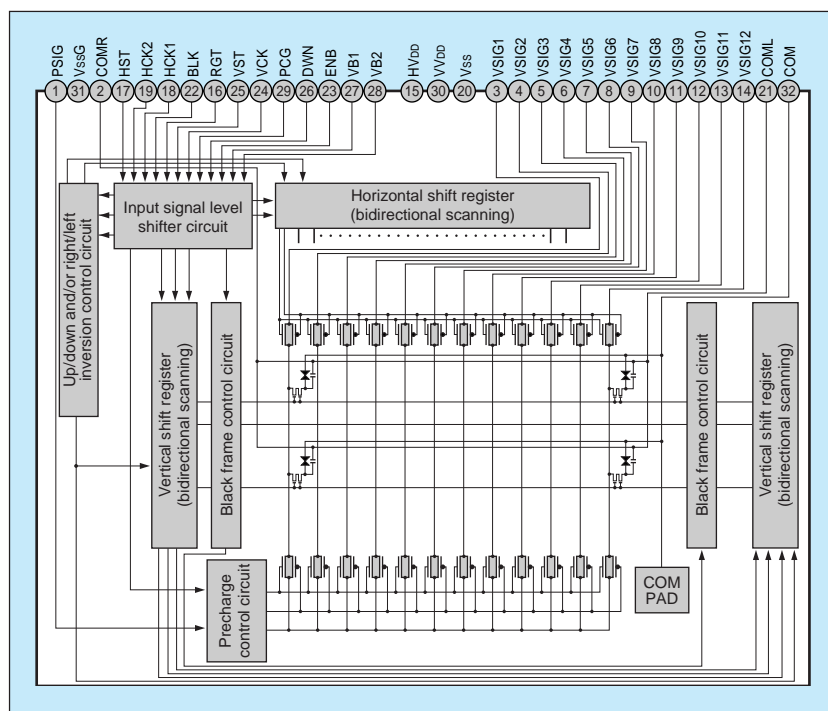 PSIG
VssG
COMR
HST
HCK2
HCK1
BLK
RGT
VST
VCK
PCG
DWN
ENB
VB1
VB2
HVDD
VVDD
Vss
VSIG1
VSIG2
VSIG3
VSIG4
VSIG5
VSIG6
VSIG7
VSIG8
VSIG9
VSIG10
VSIG11
VSIG12
COML
COM
1
31
2
17
19
18
22
16
25
24
29
26
23
27
28
15
30
20
3
4
5
6
7
8
9
10
11
12
13
14
21
32
Up/down and/or right/left
inversion control circuit
Input signal level
shifter circuit
Horizontal shift register
(bidirectional scanning)
Vertical shift register
(bidirectional scanning)
Black frame control circuit
Black frame control circuit
Vertical shift register
(bidirectional scanning)
Precharge
control circuit
COM
PAD